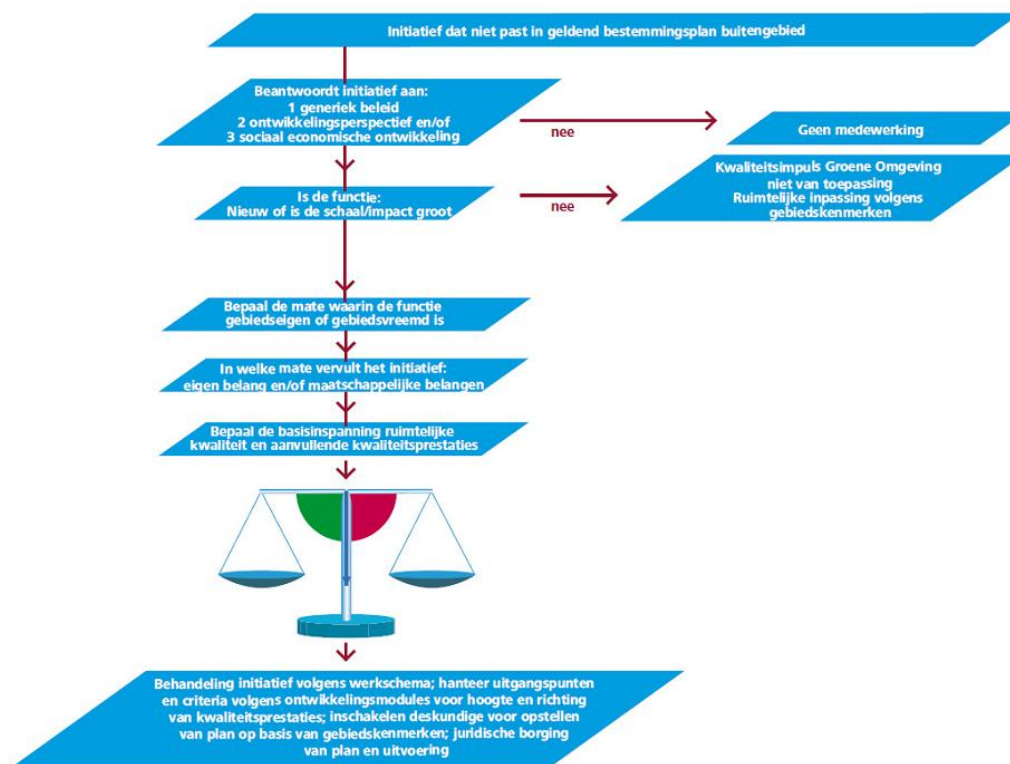 Initiatief dat niet past in geldend bestemmingsplan buitengebied
Beantwoordt initiatief aan:
1 generiek beleid
2 ontwikkelingsperspectief en/of
3 sociaal economische ontwikkeling
nee
Geen medewerking
Is de functie:
Nieuw of is de schaal/impact groot
nee
Kwaliteitsimpuls Groene Omgeving
niet van toepassing
Ruimtelijke inpassing volgens
gebiedskenmerken
Bepaal de mate waarin de functie
gebiedseigen of gebiedsvreemd is
In welke mate vervult het initiatief:
eigen belang en/of maatschappelijke belangen
Bepaal de basisinspanning ruimtelijke
kwaliteit en aanvullende kwaliteitsprestaties
Behandeling initiatief volgens werkschema; hanteer uitgangspunten
en criteria volgens ontwikkelingsmodules voor hoogte en richting
van kwaliteitsprestaties; inschakelen deskundige voor opstellen
van plan op basis van gebiedskenmerken; juridische borging
van plan en uitvoering